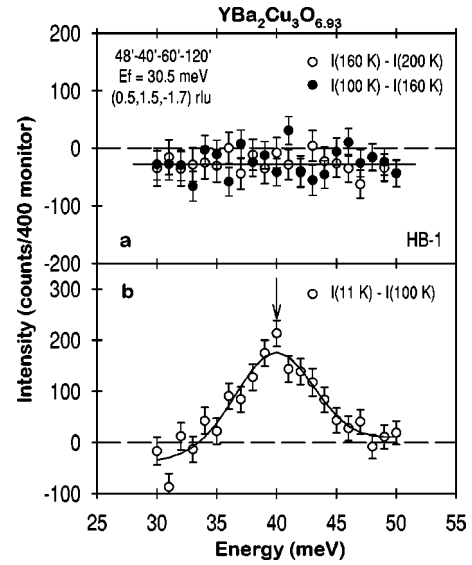 YBa₂Cu₃O₆.₉₃
200
100
0
-100
-200
48'-40'-60'-120'
Ef = 30.5 meV
(0.5,1.5,-1.7) rlu
I(160 K) - I(200 K)
I(100 K) - I(160 K)
a
HB-1
Intensity (counts/400 monitor)
300
200
100
0
-100
b
I(11 K) - I(100 K)
25 30 35 40 45 50 55
Energy (meV)